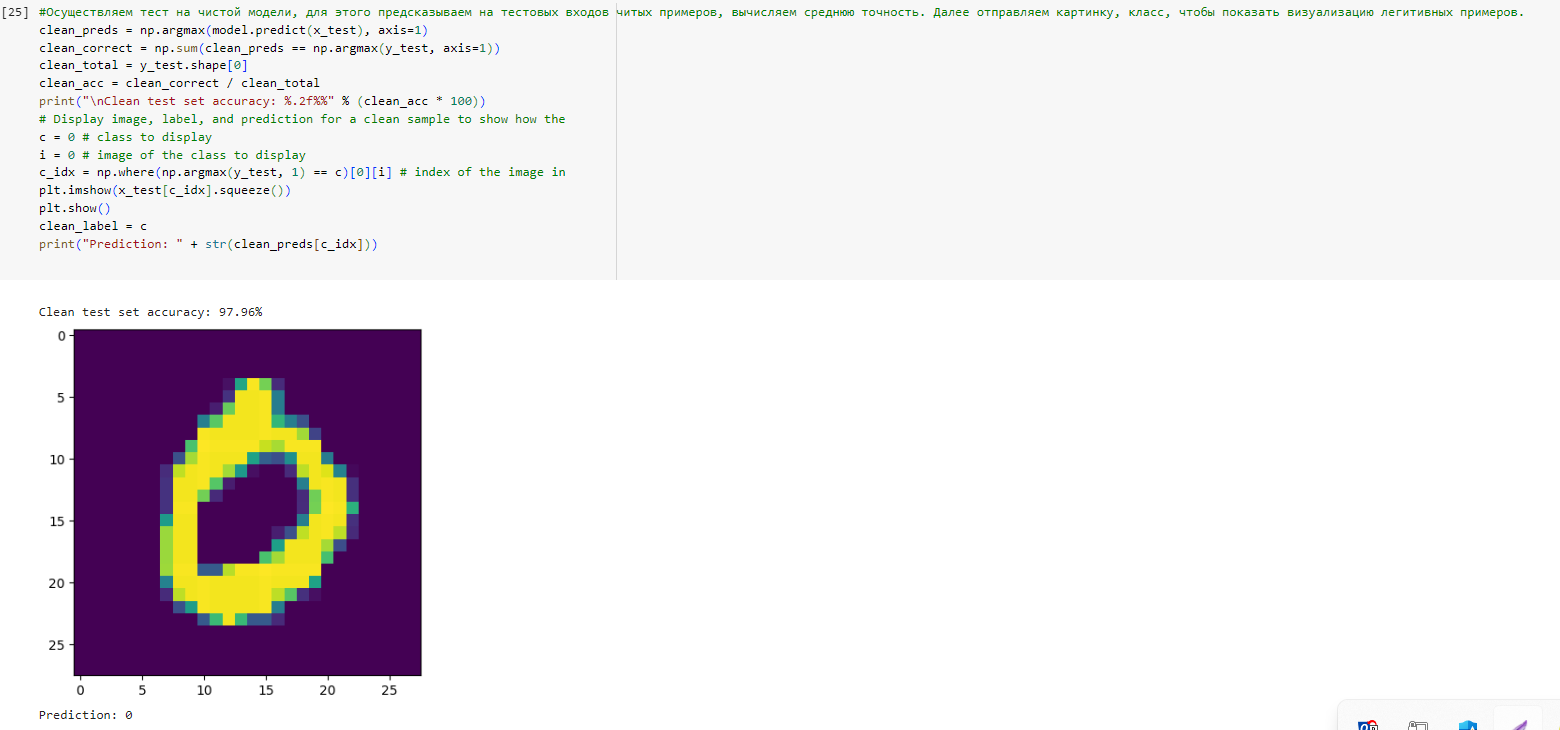 [25] #Осуществляем тест на чистой модели, для этого предсказываем на тестовых входов читых примеров, вычисляем среднюю точность. Далее отправляем картинку, класс, чтобы показать визуализацию легитивных примеров.
clean_preds = np.argmax(model.predict(x_test), axis=1)
clean_correct = np.sum(clean_preds == np.argmax(y_test, axis=1))
clean_total = y_test.shape[0]
clean_acc = clean_correct / clean_total
print("\nClean test set accuracy: %.2f%%" % (clean_acc * 100))
# Display image, label, and prediction for a clean sample to show how the
c = 0 # class to display
i = 0 # image of the class to display
c_idx = np.where(np.argmax(y_test, 1) == c)[0][i] # index of the image in
plt.imshow(x_test[c_idx].squeeze())
plt.show()
clean_label = c
print("Prediction: " + str(clean_preds[c_idx]))
Clean test set accuracy: 97.96%
0
5
10
15
20
25
0 5 10 15 20 25
Prediction: 0